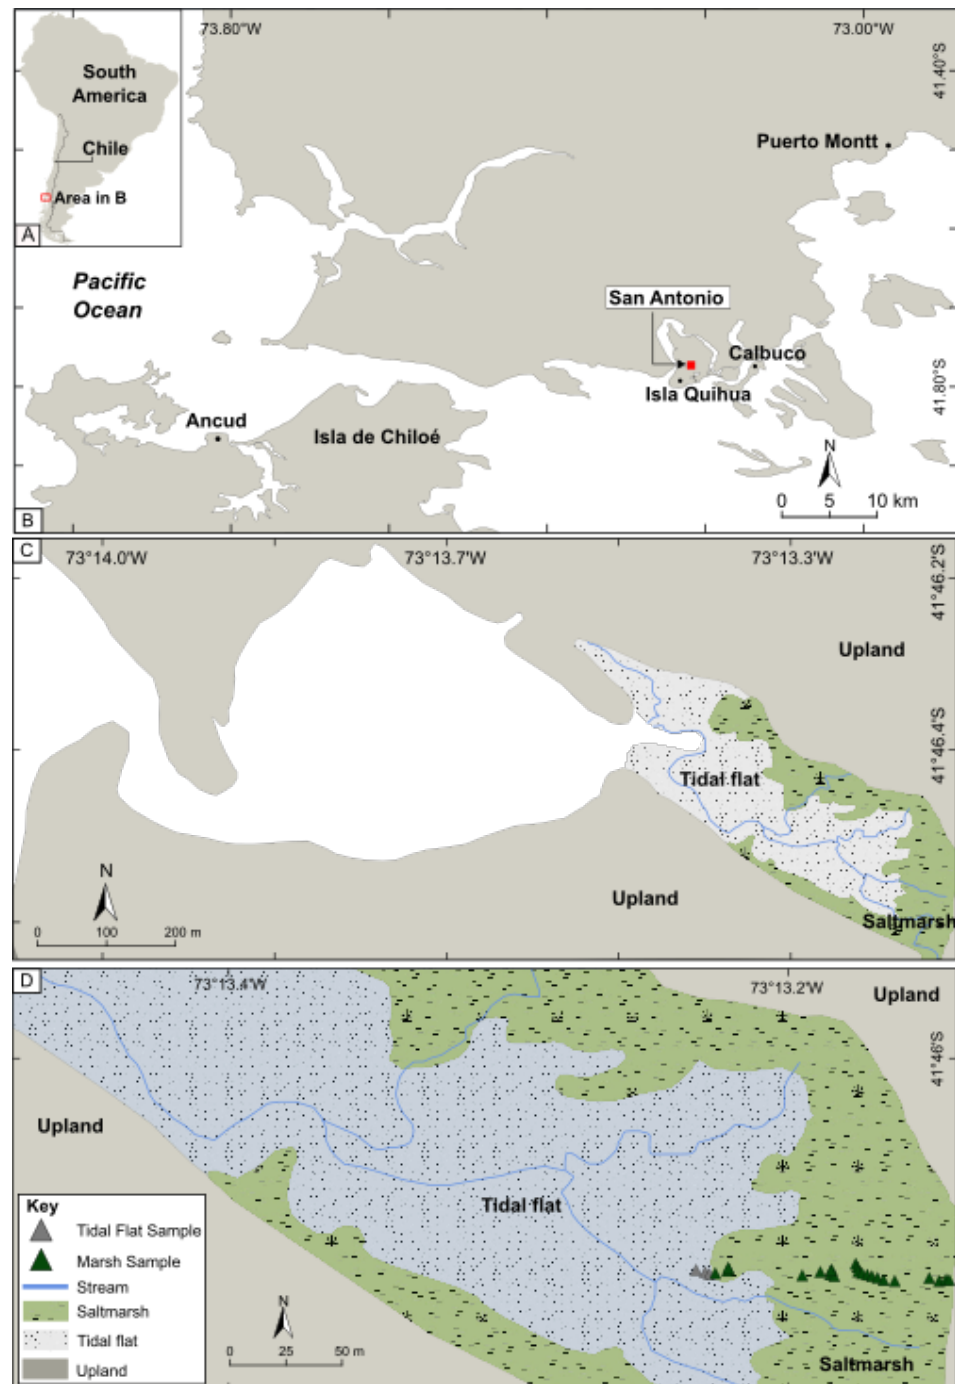 73.80°W
73.00°W
41.40°S
South
America
Chile
Area in B
A
Puerto Montt
Pacific
Ocean
San Antonio
Calbuco
Isla Quihua
41.80°S
Ancud
Isla de Chiloé
N
0 5 10 km
B
C
73°14.0'W
73°13.7'W
73°13.3'W
41°46.2'S
Upland
41°46.4'S
Tidal flat
Upland
Saltmarsh
N
0 100 200 m
D
73°13.4'W
73°13.2'W
Upland
41°46'S
Upland
Tidal flat
Key
Tidal Flat Sample
Marsh Sample
Stream
Saltmarsh
Tidal flat
Upland
N
0 25 50 m
Saltmarsh